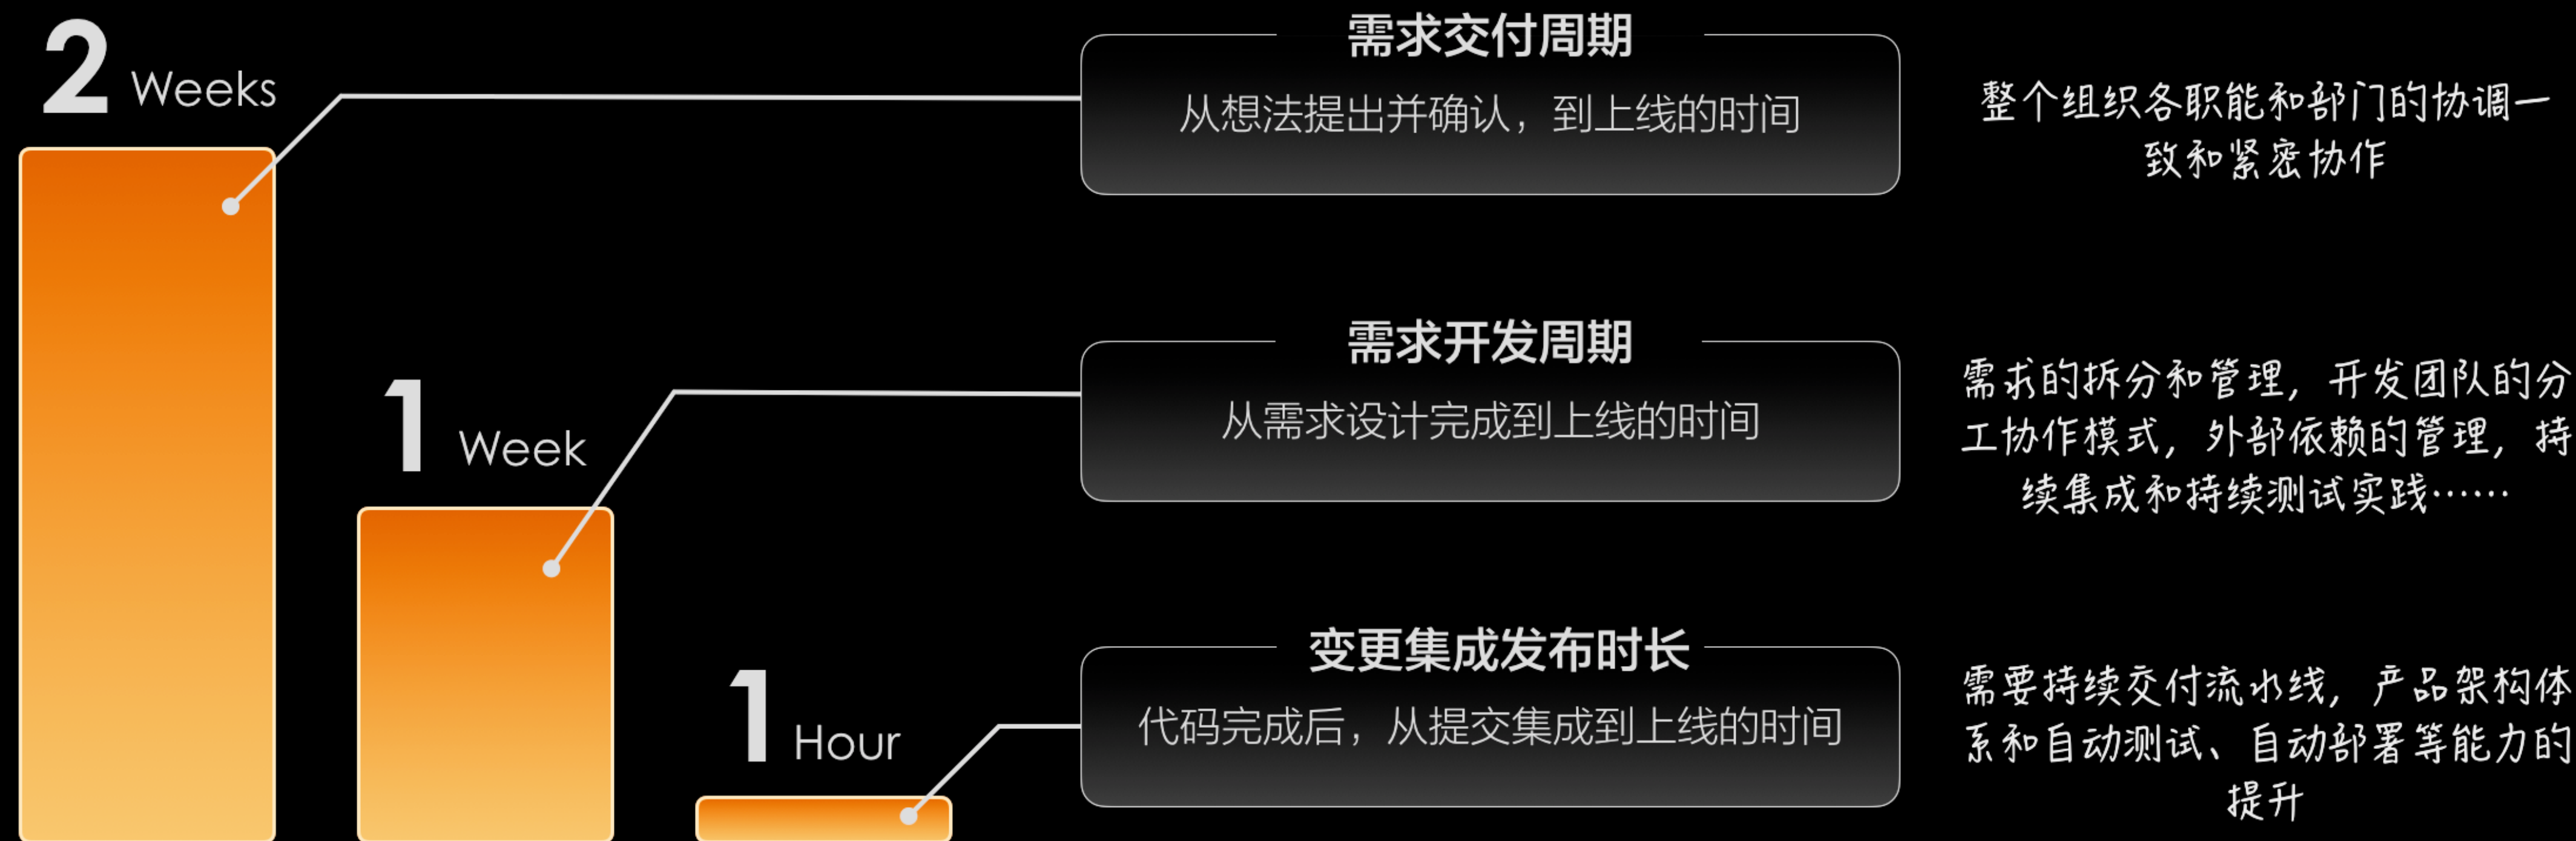 2 Weeks
需求交付周期
从想法提出并确认，到上线的时间
整个组织各职能和部门的协调一
致和紧密协作
1 Week
需求开发周期
从需求设计完成到上线的时间
需求的拆分和管理，开发团队的分
工协作模式，外部依赖的管理，持
续集成和持续测试实践……
1 Hour
变更集成发布时长
代码完成后，从提交集成到上线的时间
需要持续交付流水线，产品架构体
系和自动测试、自动部署等能力的
提升